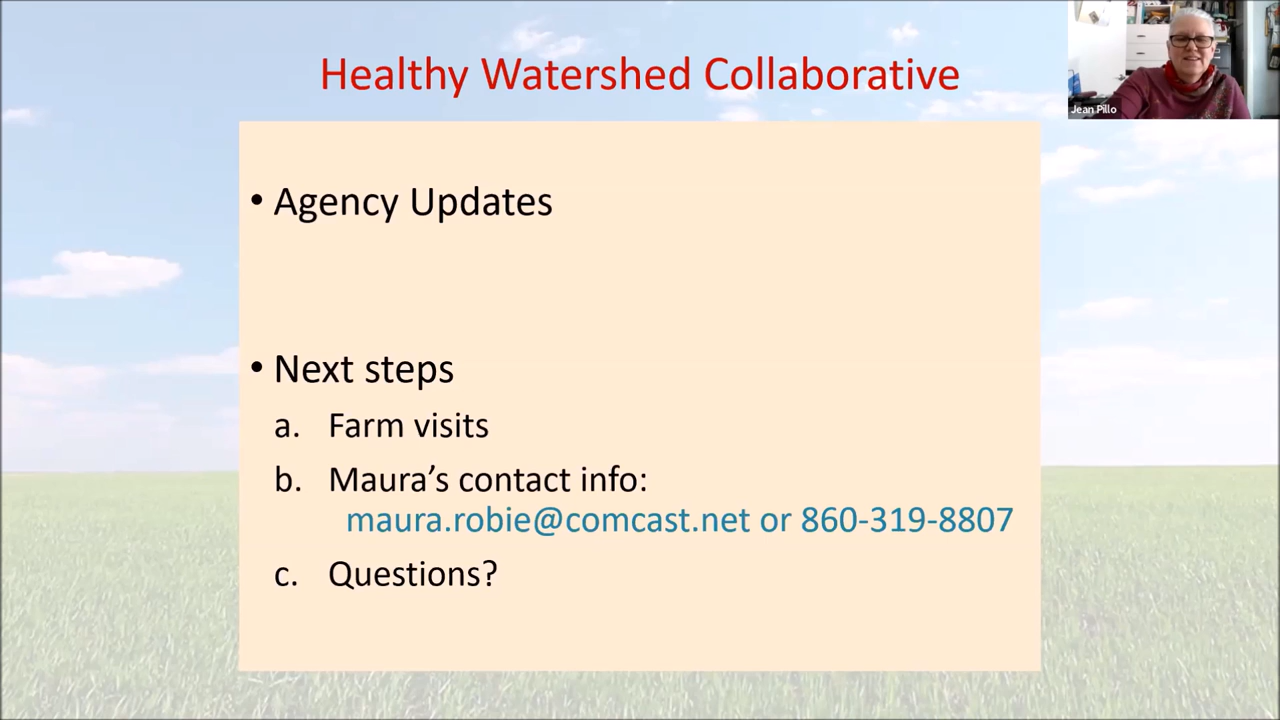 Healthy Watershed Collaborative
Jean Pillo
• Agency Updates
• Next steps
a. Farm visits
b. Maura’s contact info:
maura.robie@comcast.net or 860-319-8807
c. Questions?